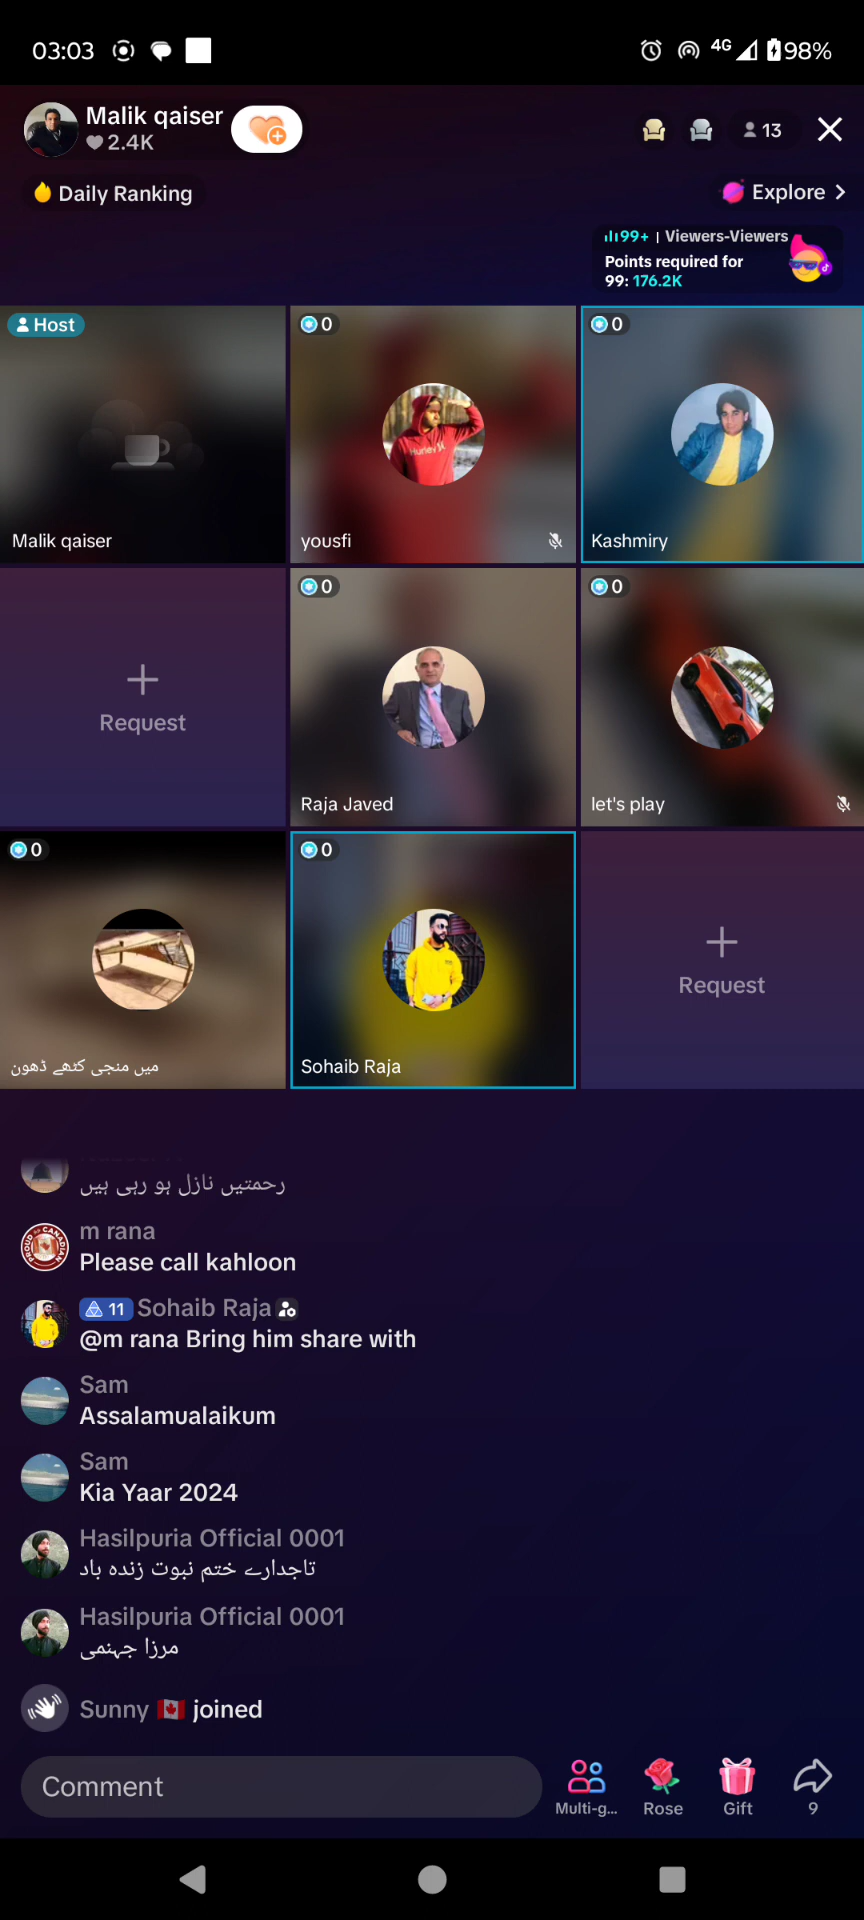 03:03
4G
98%
Malik qaiser
2.4K
13
Daily Ranking
Explore
99+ | Viewers-Viewers
Points required for
99: 176.2K
Host
0
0
Malik qaiser
yousfi
Kashmiry
0
0
Request
Raja Javed
let's play
0
0
Request
میں منجی کتھے ڈھون
Sohaib Raja
رحمتیں نازل ہو رہی ہیں
m rana
Please call kahloon
11 Sohaib Raja
@m rana Bring him share with
Sam
Assalamualaikum
Sam
Kia Yaar 2024
Hasilpuria Official 0001
تاجدارے ختم نبوت زندہ باد
Hasilpuria Official 0001
مرزا جہنمی
Sunny 🇨🇦 joined
Comment
Multi-g...
Rose
Gift
9